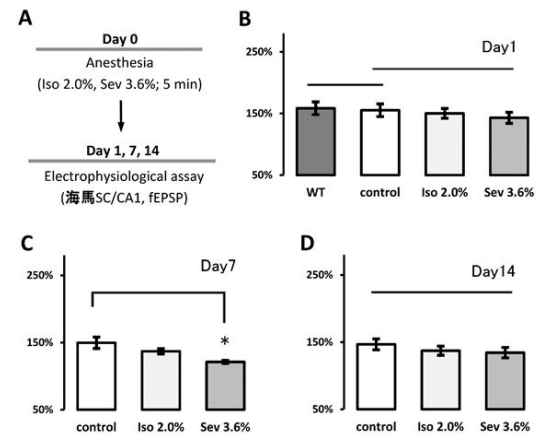 A
Day 0
Anesthesia
(Iso 2.0%, Sev 3.6%; 5 min)
Day 1, 7, 14
Electrophysiological assay
(海馬SC/CA1, fEPSP)
B
Day1
250%
150%
50%
WT control Iso 2.0% Sev 3.6%
C
Day7
250%
*
150%
50%
control Iso 2.0% Sev 3.6%
D
Day14
250%
150%
50%
control Iso 2.0% Sev 3.6%